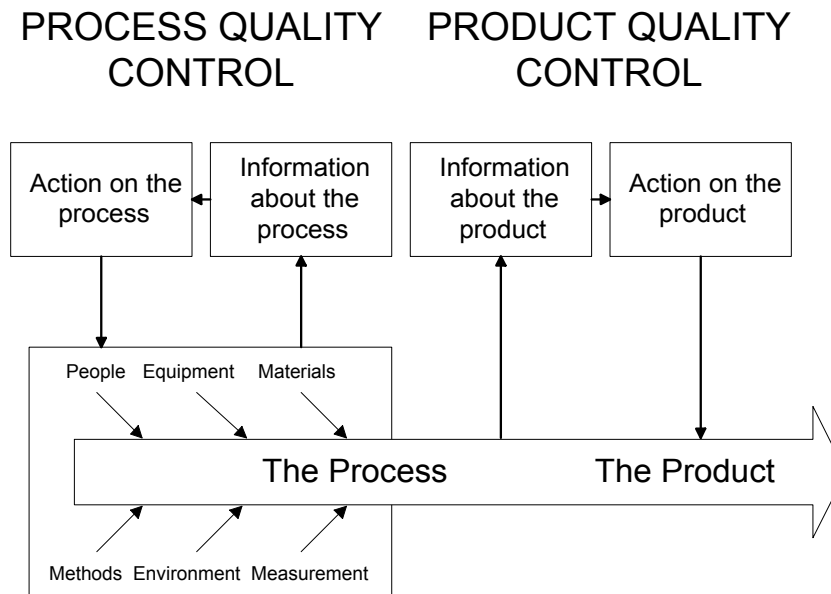 PROCESS QUALITY
CONTROL
PRODUCT QUALITY
CONTROL
Action on the
process
Information
about the
process
Information
about the
product
Action on the
product
People
Equipment
Materials
The Process
The Product
Methods
Environment
Measurement